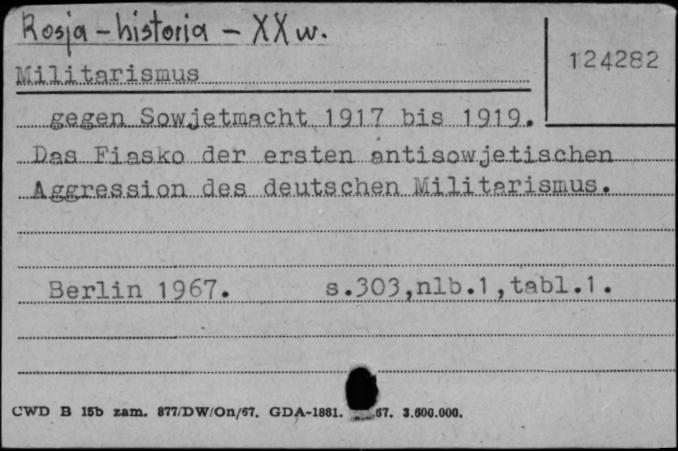 Rosja – historia – XX w.
124282
Militarismus
gegen Sowjetmacht 1917 bis 1919.
Das Fiasko der ersten antisowjetischen
Aggression des deutschen Militarismus.
Berlin 1967. s.303,nlb.1,tabl.1.
CWD B 15b zam. 877/DW/On/67. GDA-1881. 67. 3.600.000.